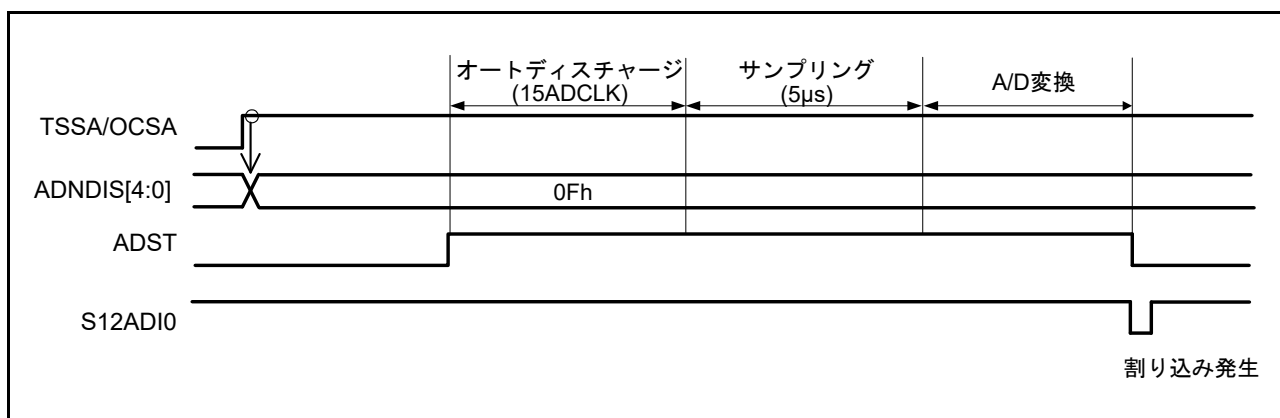 オートディスチャージ
(15ADCLK)
サンプリング
(5µs)
A/D変換
TSSA/OCSA
ADNDIS[4:0]
0Fh
ADST
S12ADI0
割り込み発生